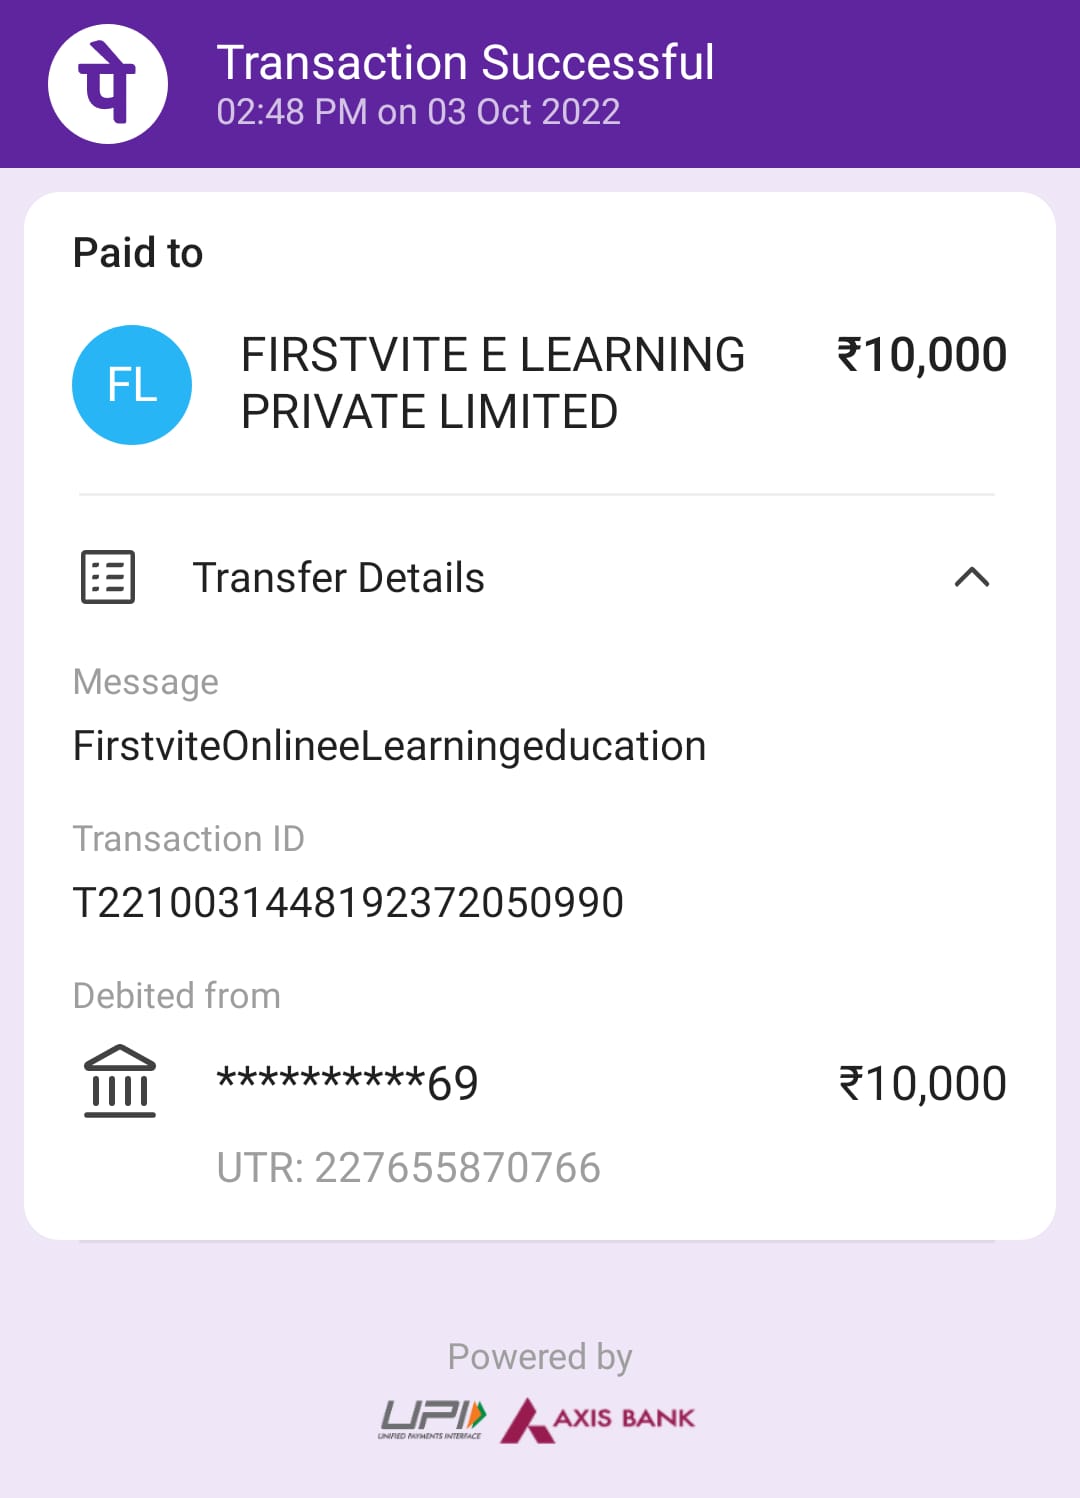 पे
Transaction Successful
02:48 PM on 03 Oct 2022
Paid to
FL
FIRSTVITE E LEARNING
PRIVATE LIMITED
₹10,000
Transfer Details
Message
FirstviteOnlineeLearningeducation
Transaction ID
T2210031448192372050990
Debited from
**********69
₹10,000
UTR: 227655870766
Powered by
UPI
UNIFIED PAYMENTS INTERFACE
AXIS BANK